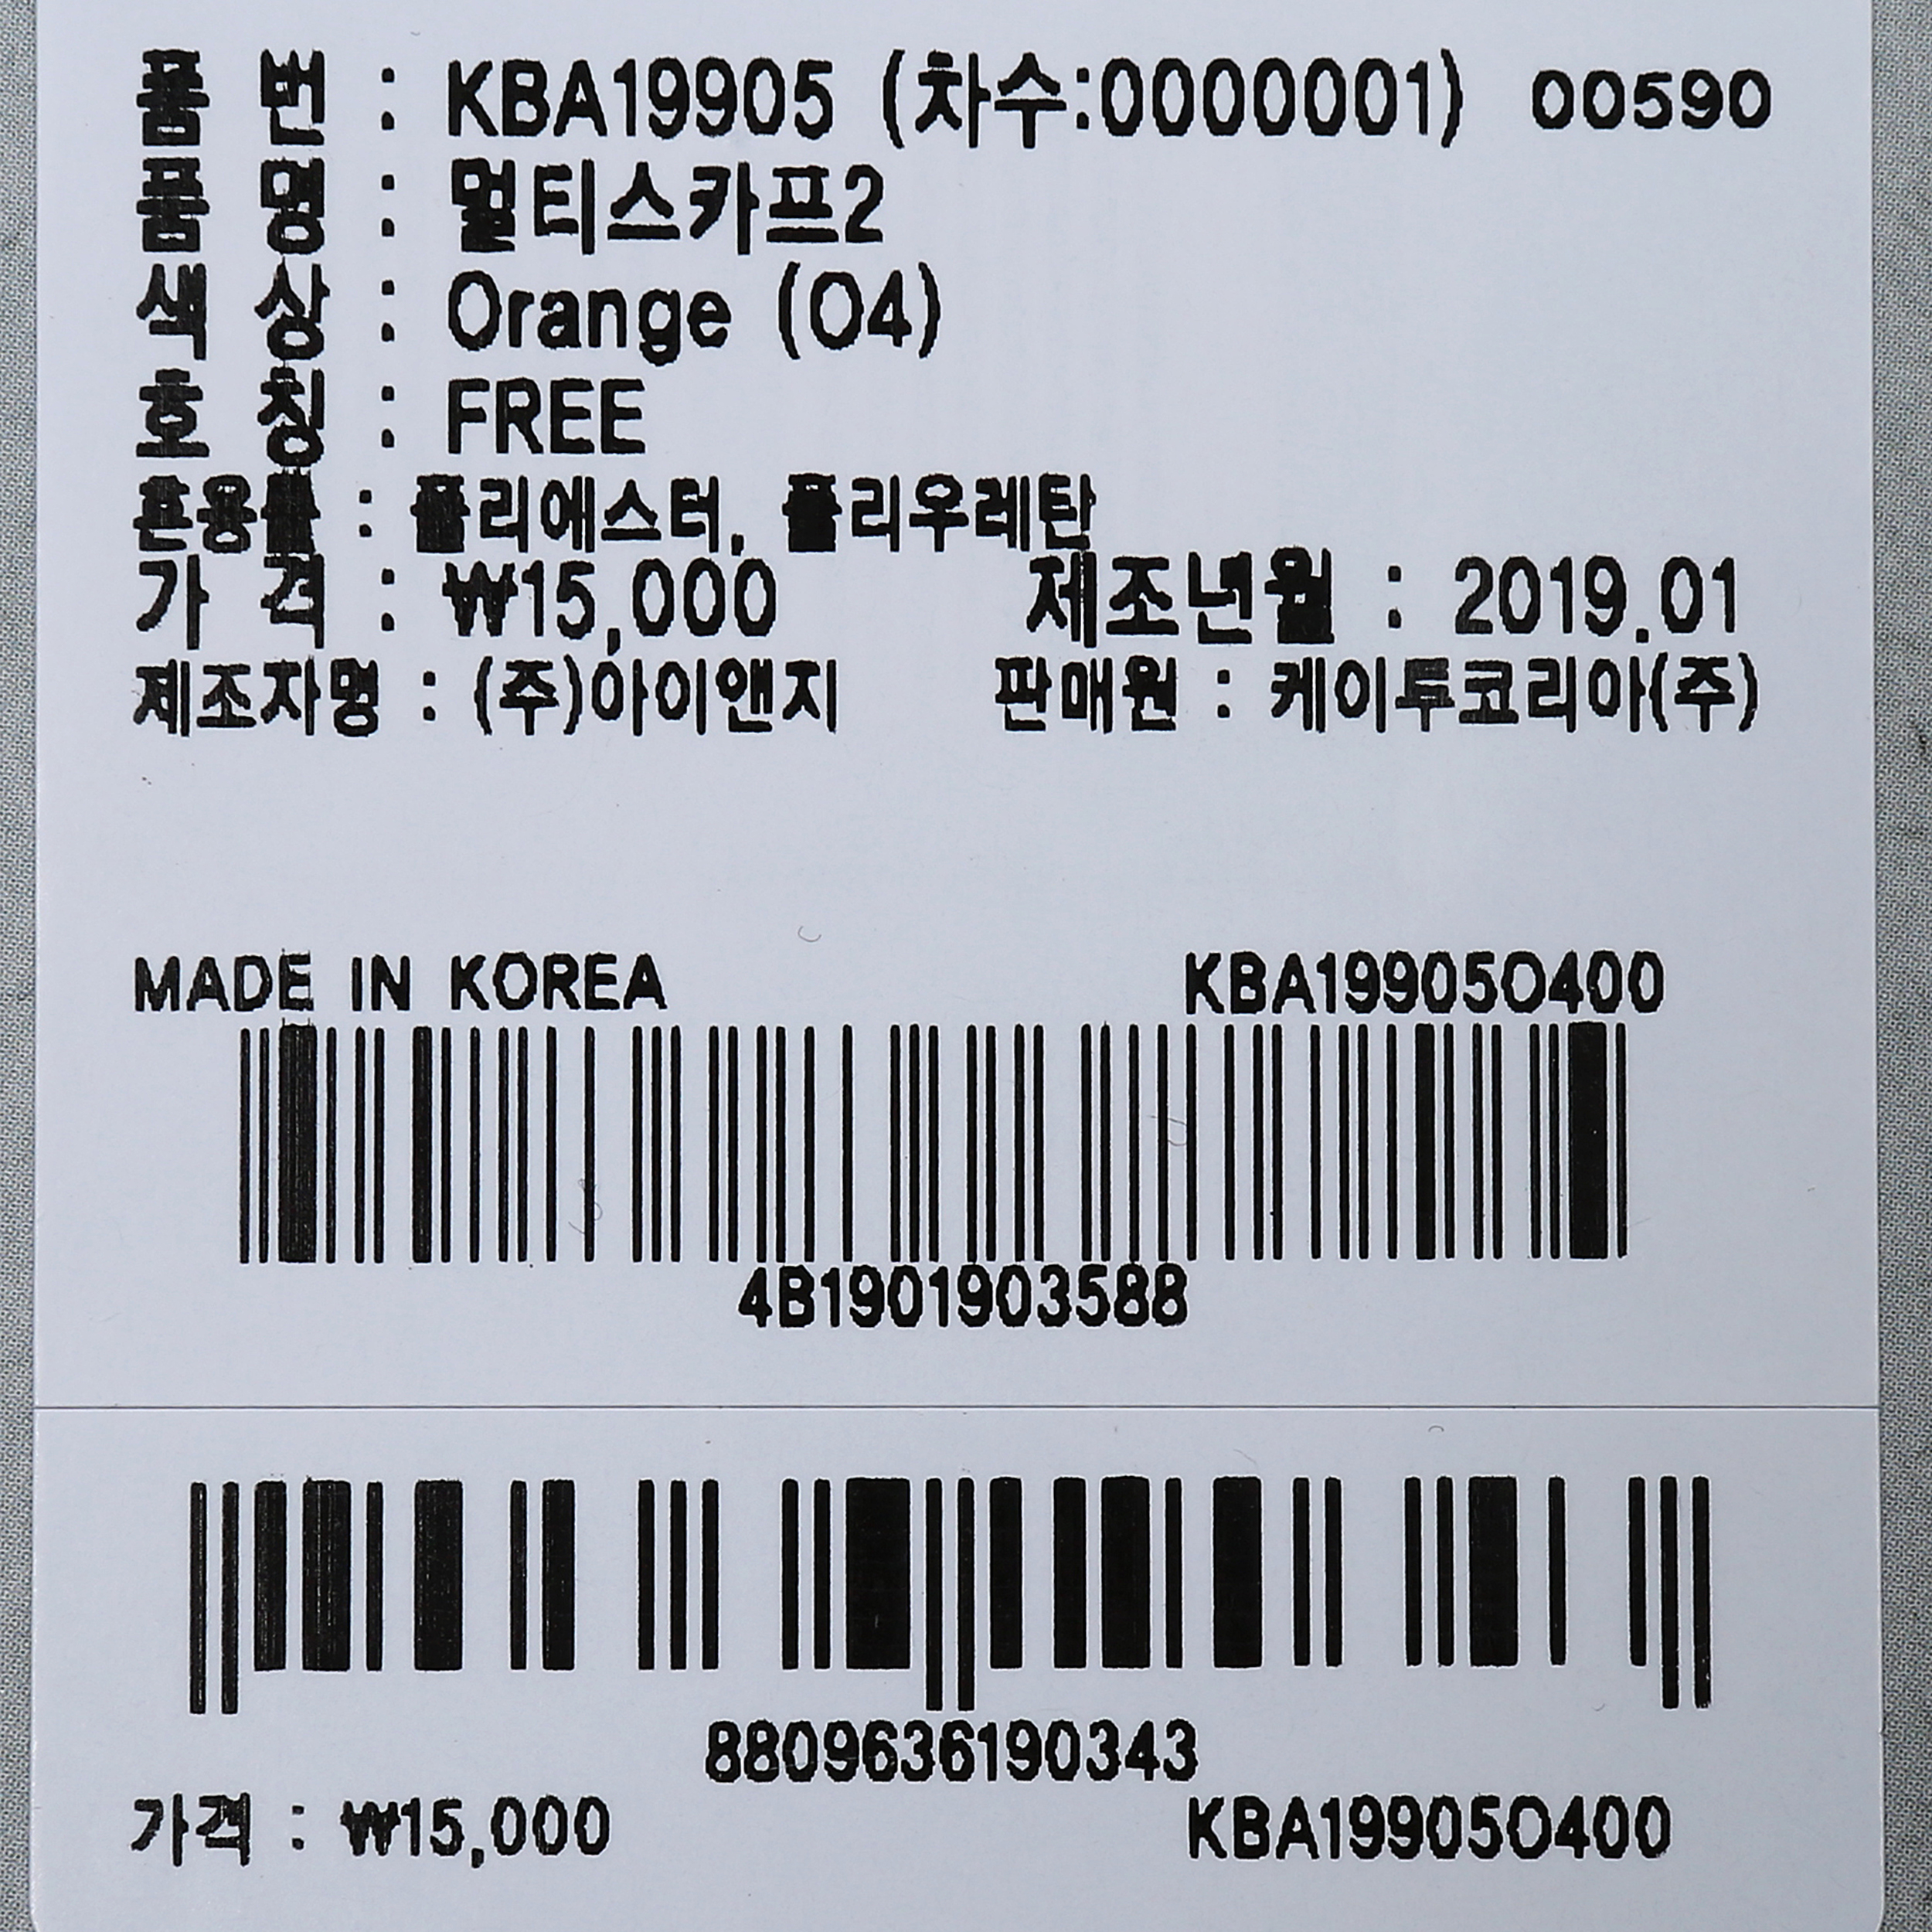 품 번 : KBA19905 (차수:0000001) 00590
품 명 : 멀티스카프2
색 상 : Orange (O4)
호 칭 : FREE
혼용률 : 폴리에스터, 폴리우레탄
가 격 : ₩15,000 제조년월 : 2019.01
제조자명 : (주)아이앤지 판매원 : 케이투코리아(주)
MADE IN KOREA KBA19905O400
4B1901903588
8809636190343
가격 : ₩15,000 KBA19905O400